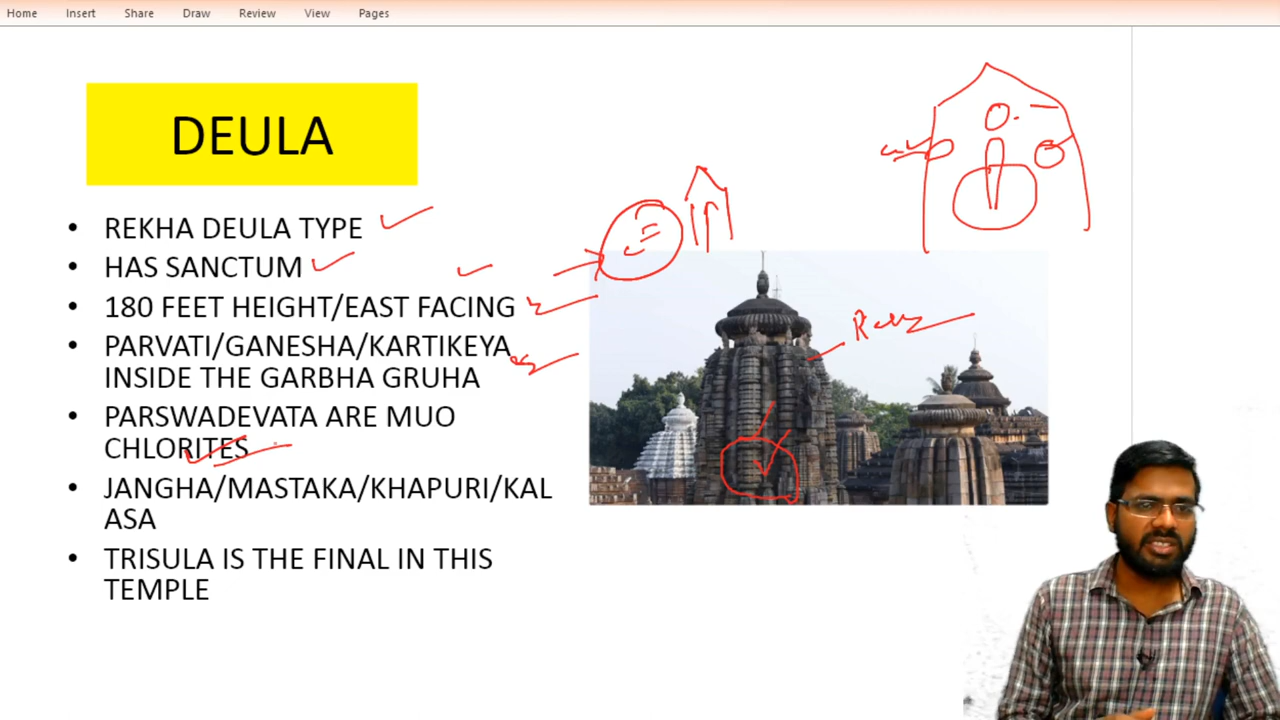 Home Insert Share Draw Review View Pages
DEULA
• REKHA DEULA TYPE
• HAS SANCTUM
• 180 FEET HEIGHT/EAST FACING
• PARVATI/GANESHA/KARTIKEYA
INSIDE THE GARBHA GRUHA
• PARSWADEVATA ARE MUO
CHLORITES
• JANGHA/MASTAKA/KHAPURI/KAL
ASA
• TRISULA IS THE FINAL IN THIS
TEMPLE